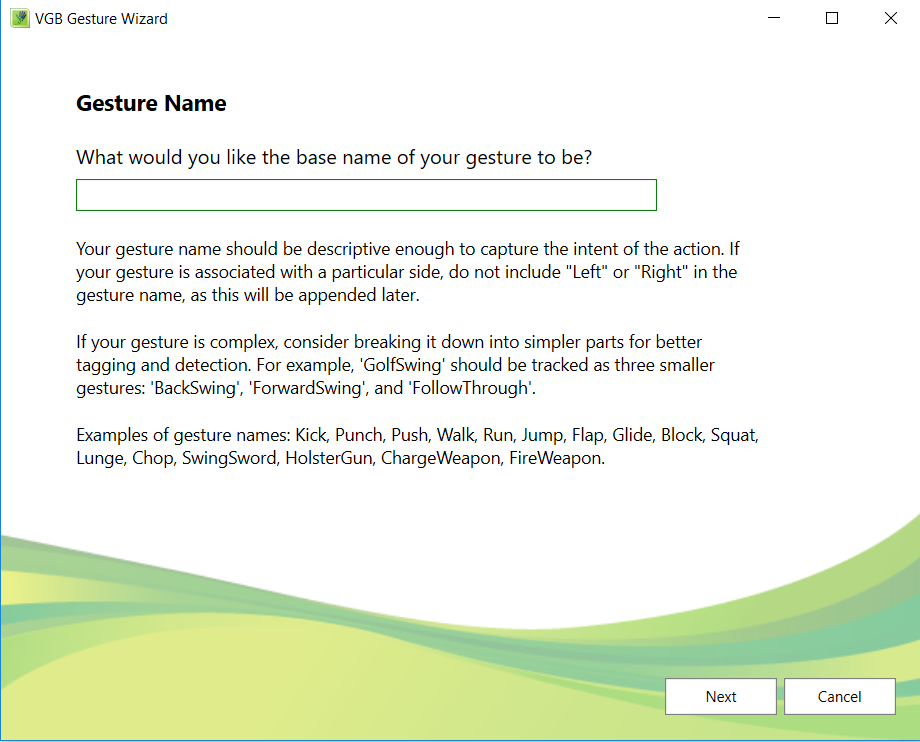 VGB Gesture Wizard
Gesture Name
What would you like the base name of your gesture to be?
Your gesture name should be descriptive enough to capture the intent of the action. If
your gesture is associated with a particular side, do not include "Left" or "Right" in the
gesture name, as this will be appended later.
If your gesture is complex, consider breaking it down into simpler parts for better
tagging and detection. For example, 'GolfSwing' should be tracked as three smaller
gestures: 'BackSwing', 'ForwardSwing', and 'FollowThrough'.
Examples of gesture names: Kick, Punch, Push, Walk, Run, Jump, Flap, Glide, Block, Squat,
Lunge, Chop, SwingSword, HolsterGun, ChargeWeapon, FireWeapon.
Next
Cancel